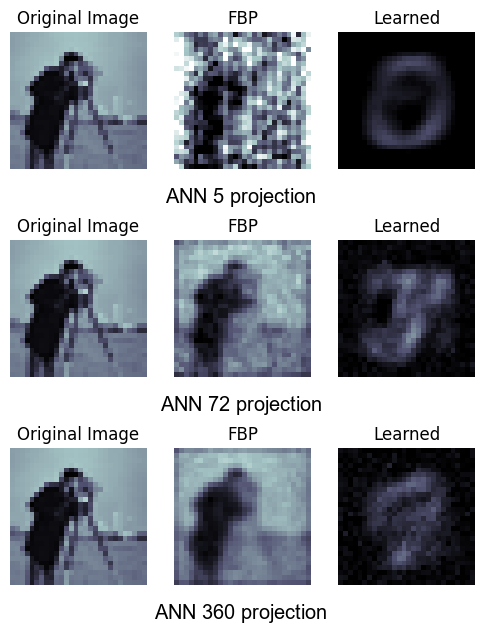 Original Image FBP Learned
ANN 5 projection
Original Image FBP Learned
ANN 72 projection
Original Image FBP Learned
ANN 360 projection